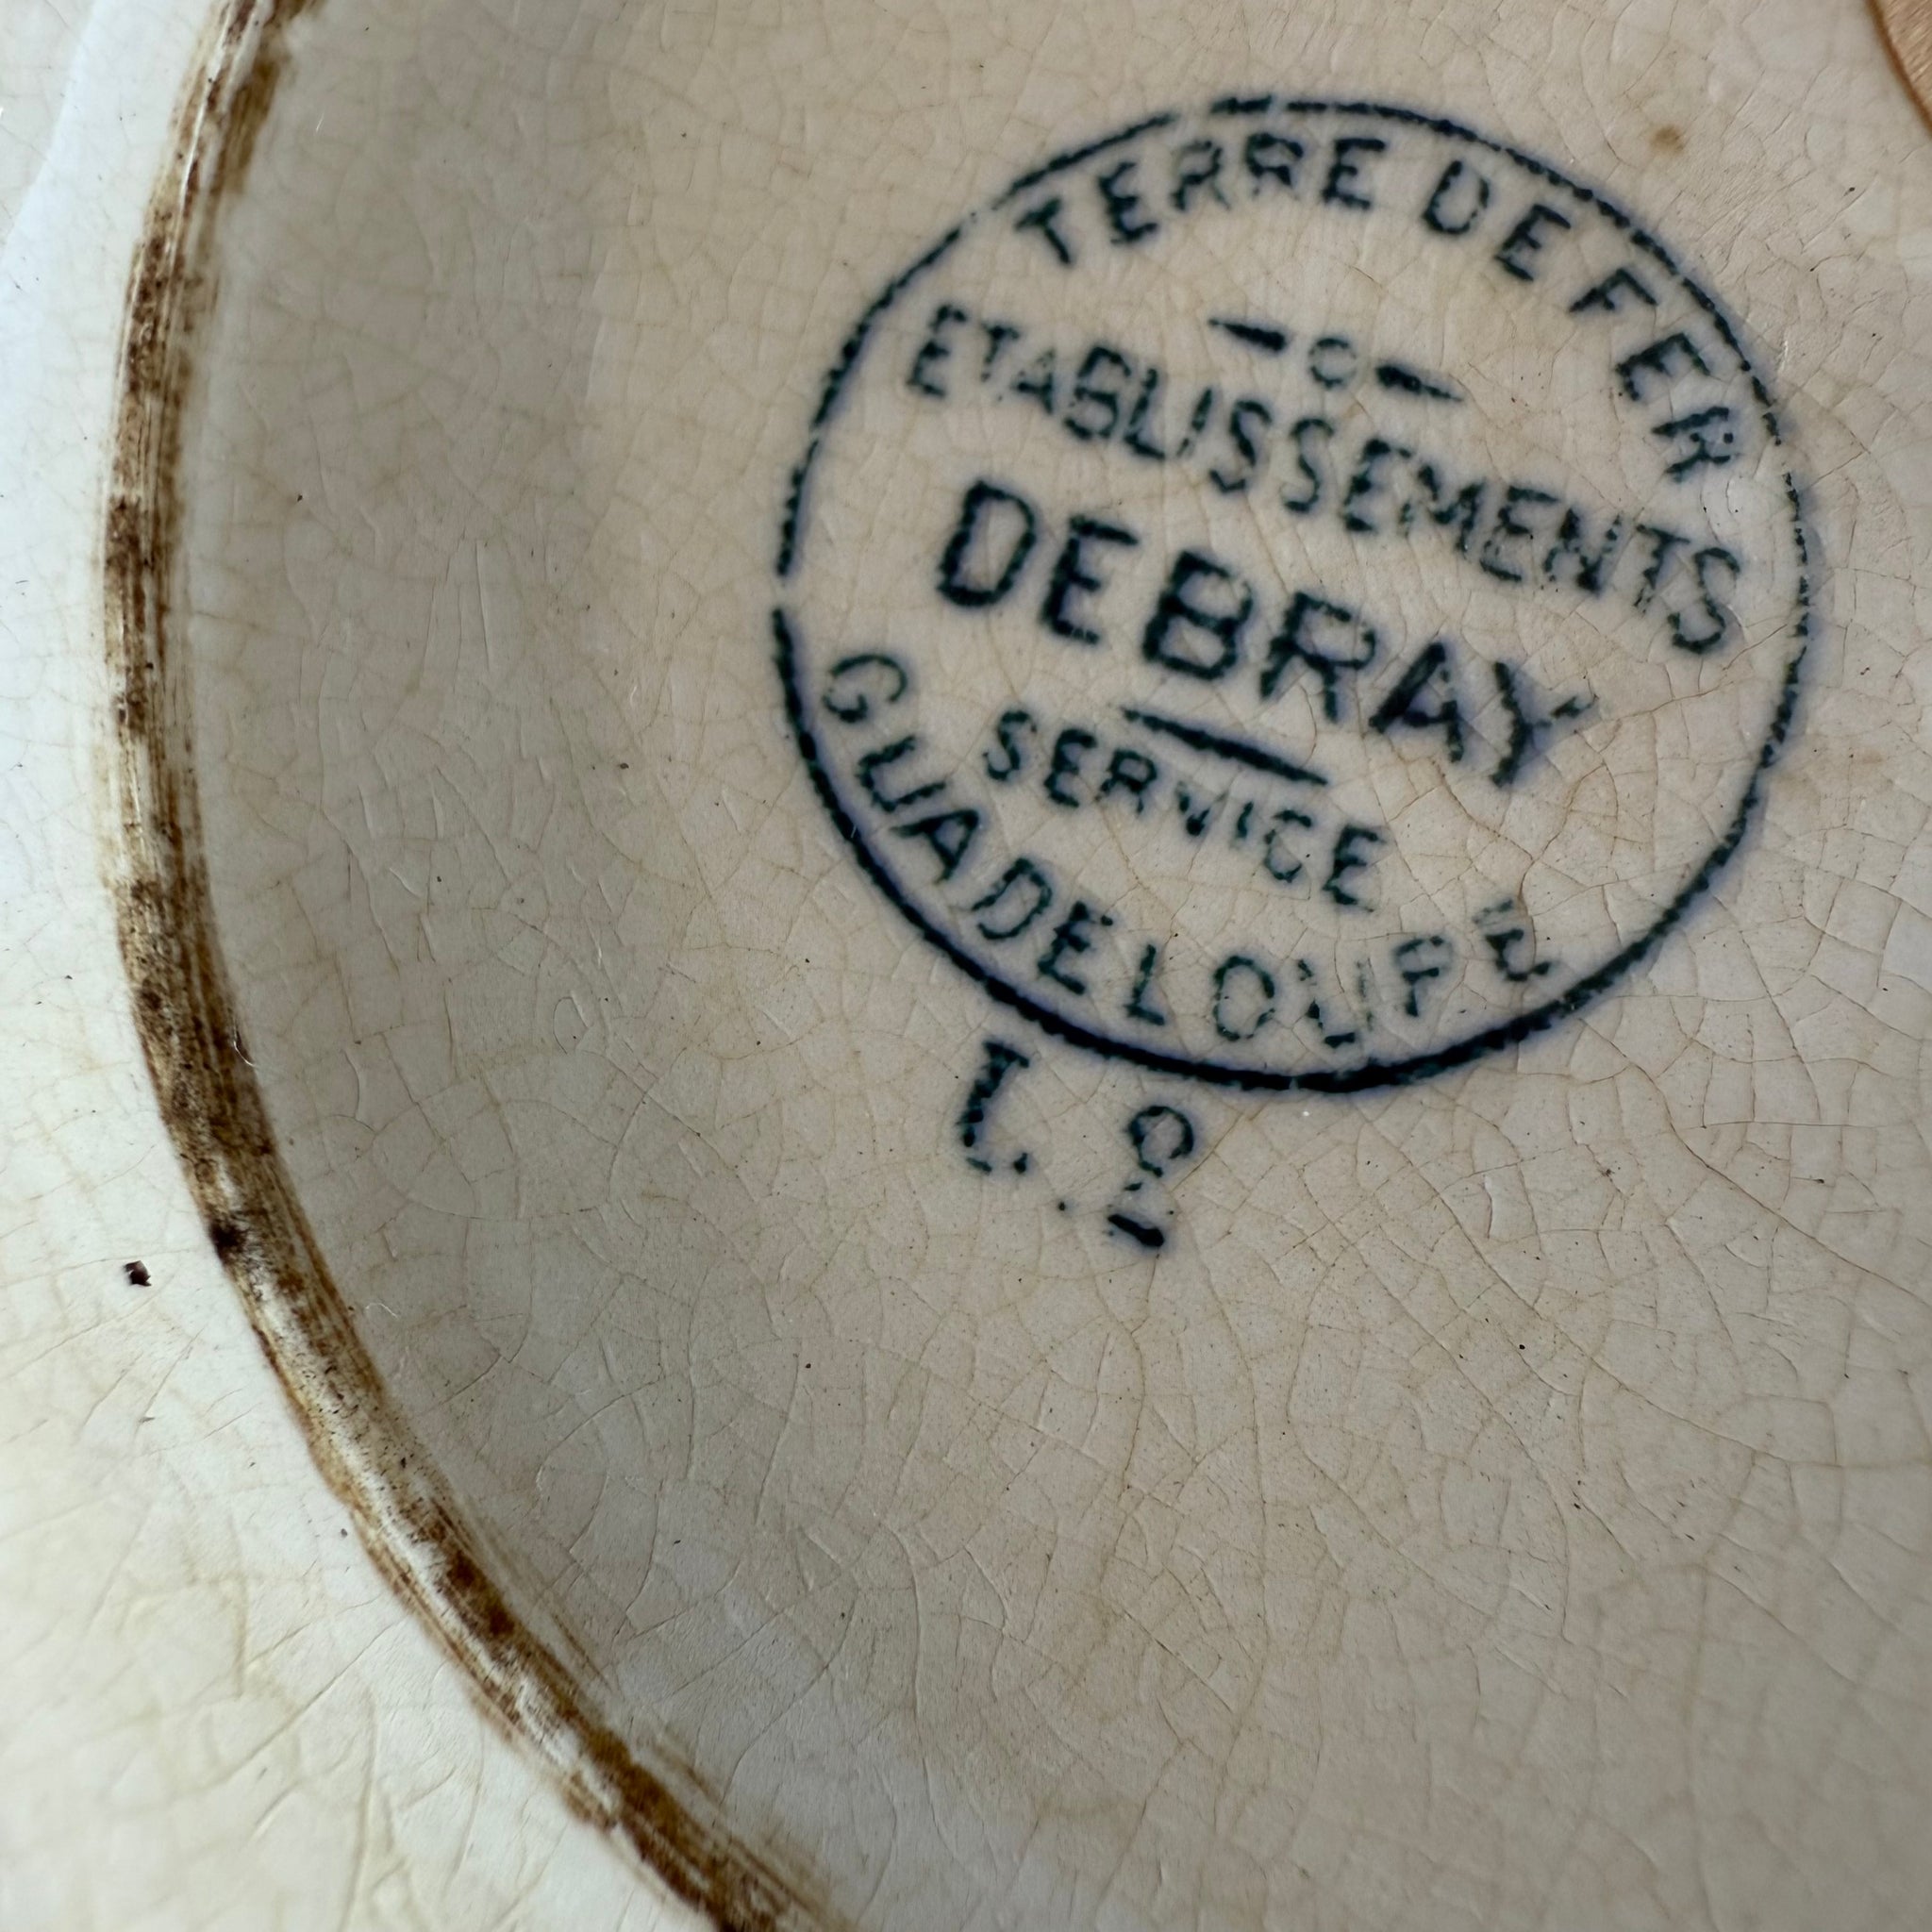 TERRE DE FER
ETABLISSEMENTS
DEBRAY
SERVICE
GUADELOUPE